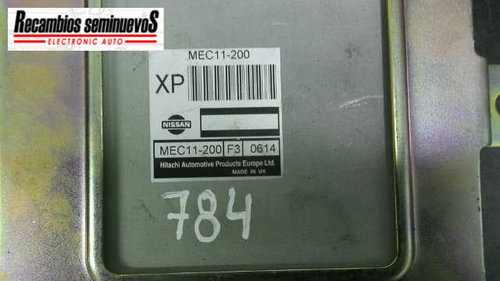 Recambios seminuevos
ELECTRONIC AUTO
MEC11-200
XP
NISSAN
MEC11-200 F3 0614
Hitachi Automotive Products Europe Ltd.
MADE IN UK
784